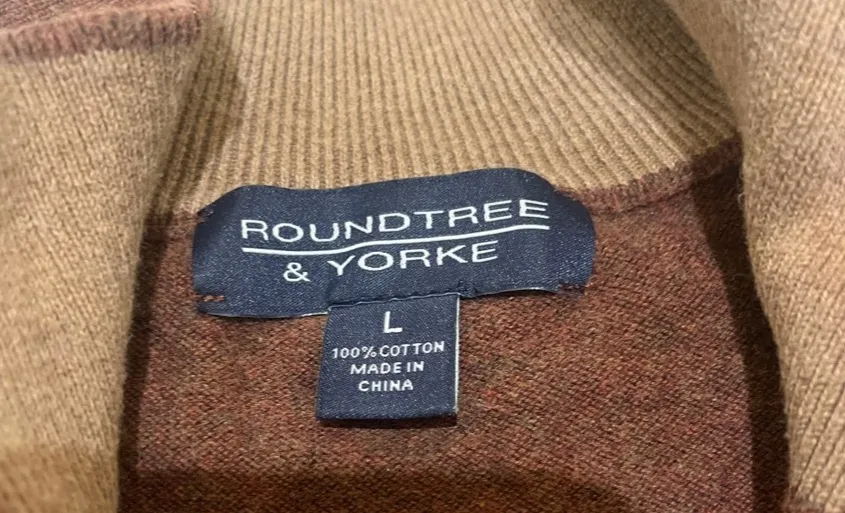 ROUNDTREE
& YORKE
L
100% COTTON
MADE IN
CHINA